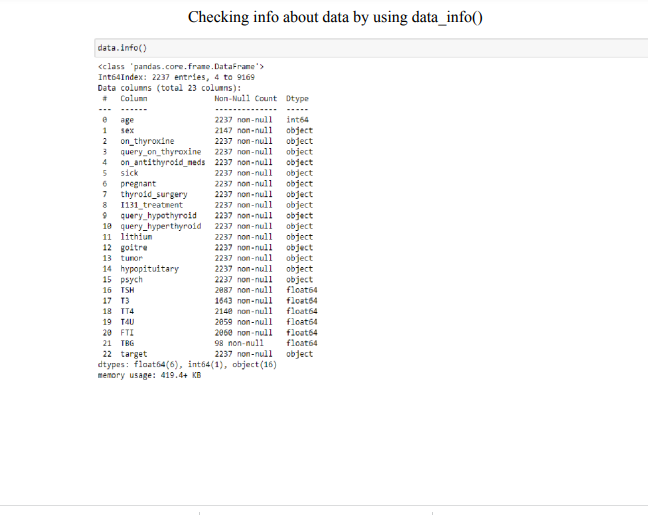 Checking info about data by using data_info()
data.info()
<class 'pandas.core.frame.DataFrame'>
Int64Index: 2237 entries, 4 to 9169
Data columns (total 23 columns):
# Column Non-Null Count Dtype
--- ------ -------------- -----
0 age 2237 non-null int64
1 sex 2147 non-null object
2 on_thyroxine 2237 non-null object
3 query_on_thyroxine 2237 non-null object
4 on_antithyroid_meds 2237 non-null object
5 sick 2237 non-null object
6 pregnant 2237 non-null object
7 thyroid_surgery 2237 non-null object
8 I131_treatment 2237 non-null object
9 query_hypothyroid 2237 non-null object
10 query_hyperthyroid 2237 non-null object
11 lithium 2237 non-null object
12 goitre 2237 non-null object
13 tumor 2237 non-null object
14 hypopituitary 2237 non-null object
15 psych 2237 non-null object
16 TSH 2087 non-null float64
17 T3 1643 non-null float64
18 TT4 2140 non-null float64
19 T4U 2059 non-null float64
20 FTI 2060 non-null float64
21 TBG 98 non-null float64
22 target 2237 non-null object
dtypes: float64(6), int64(1), object(16)
memory usage: 419.4+ KB